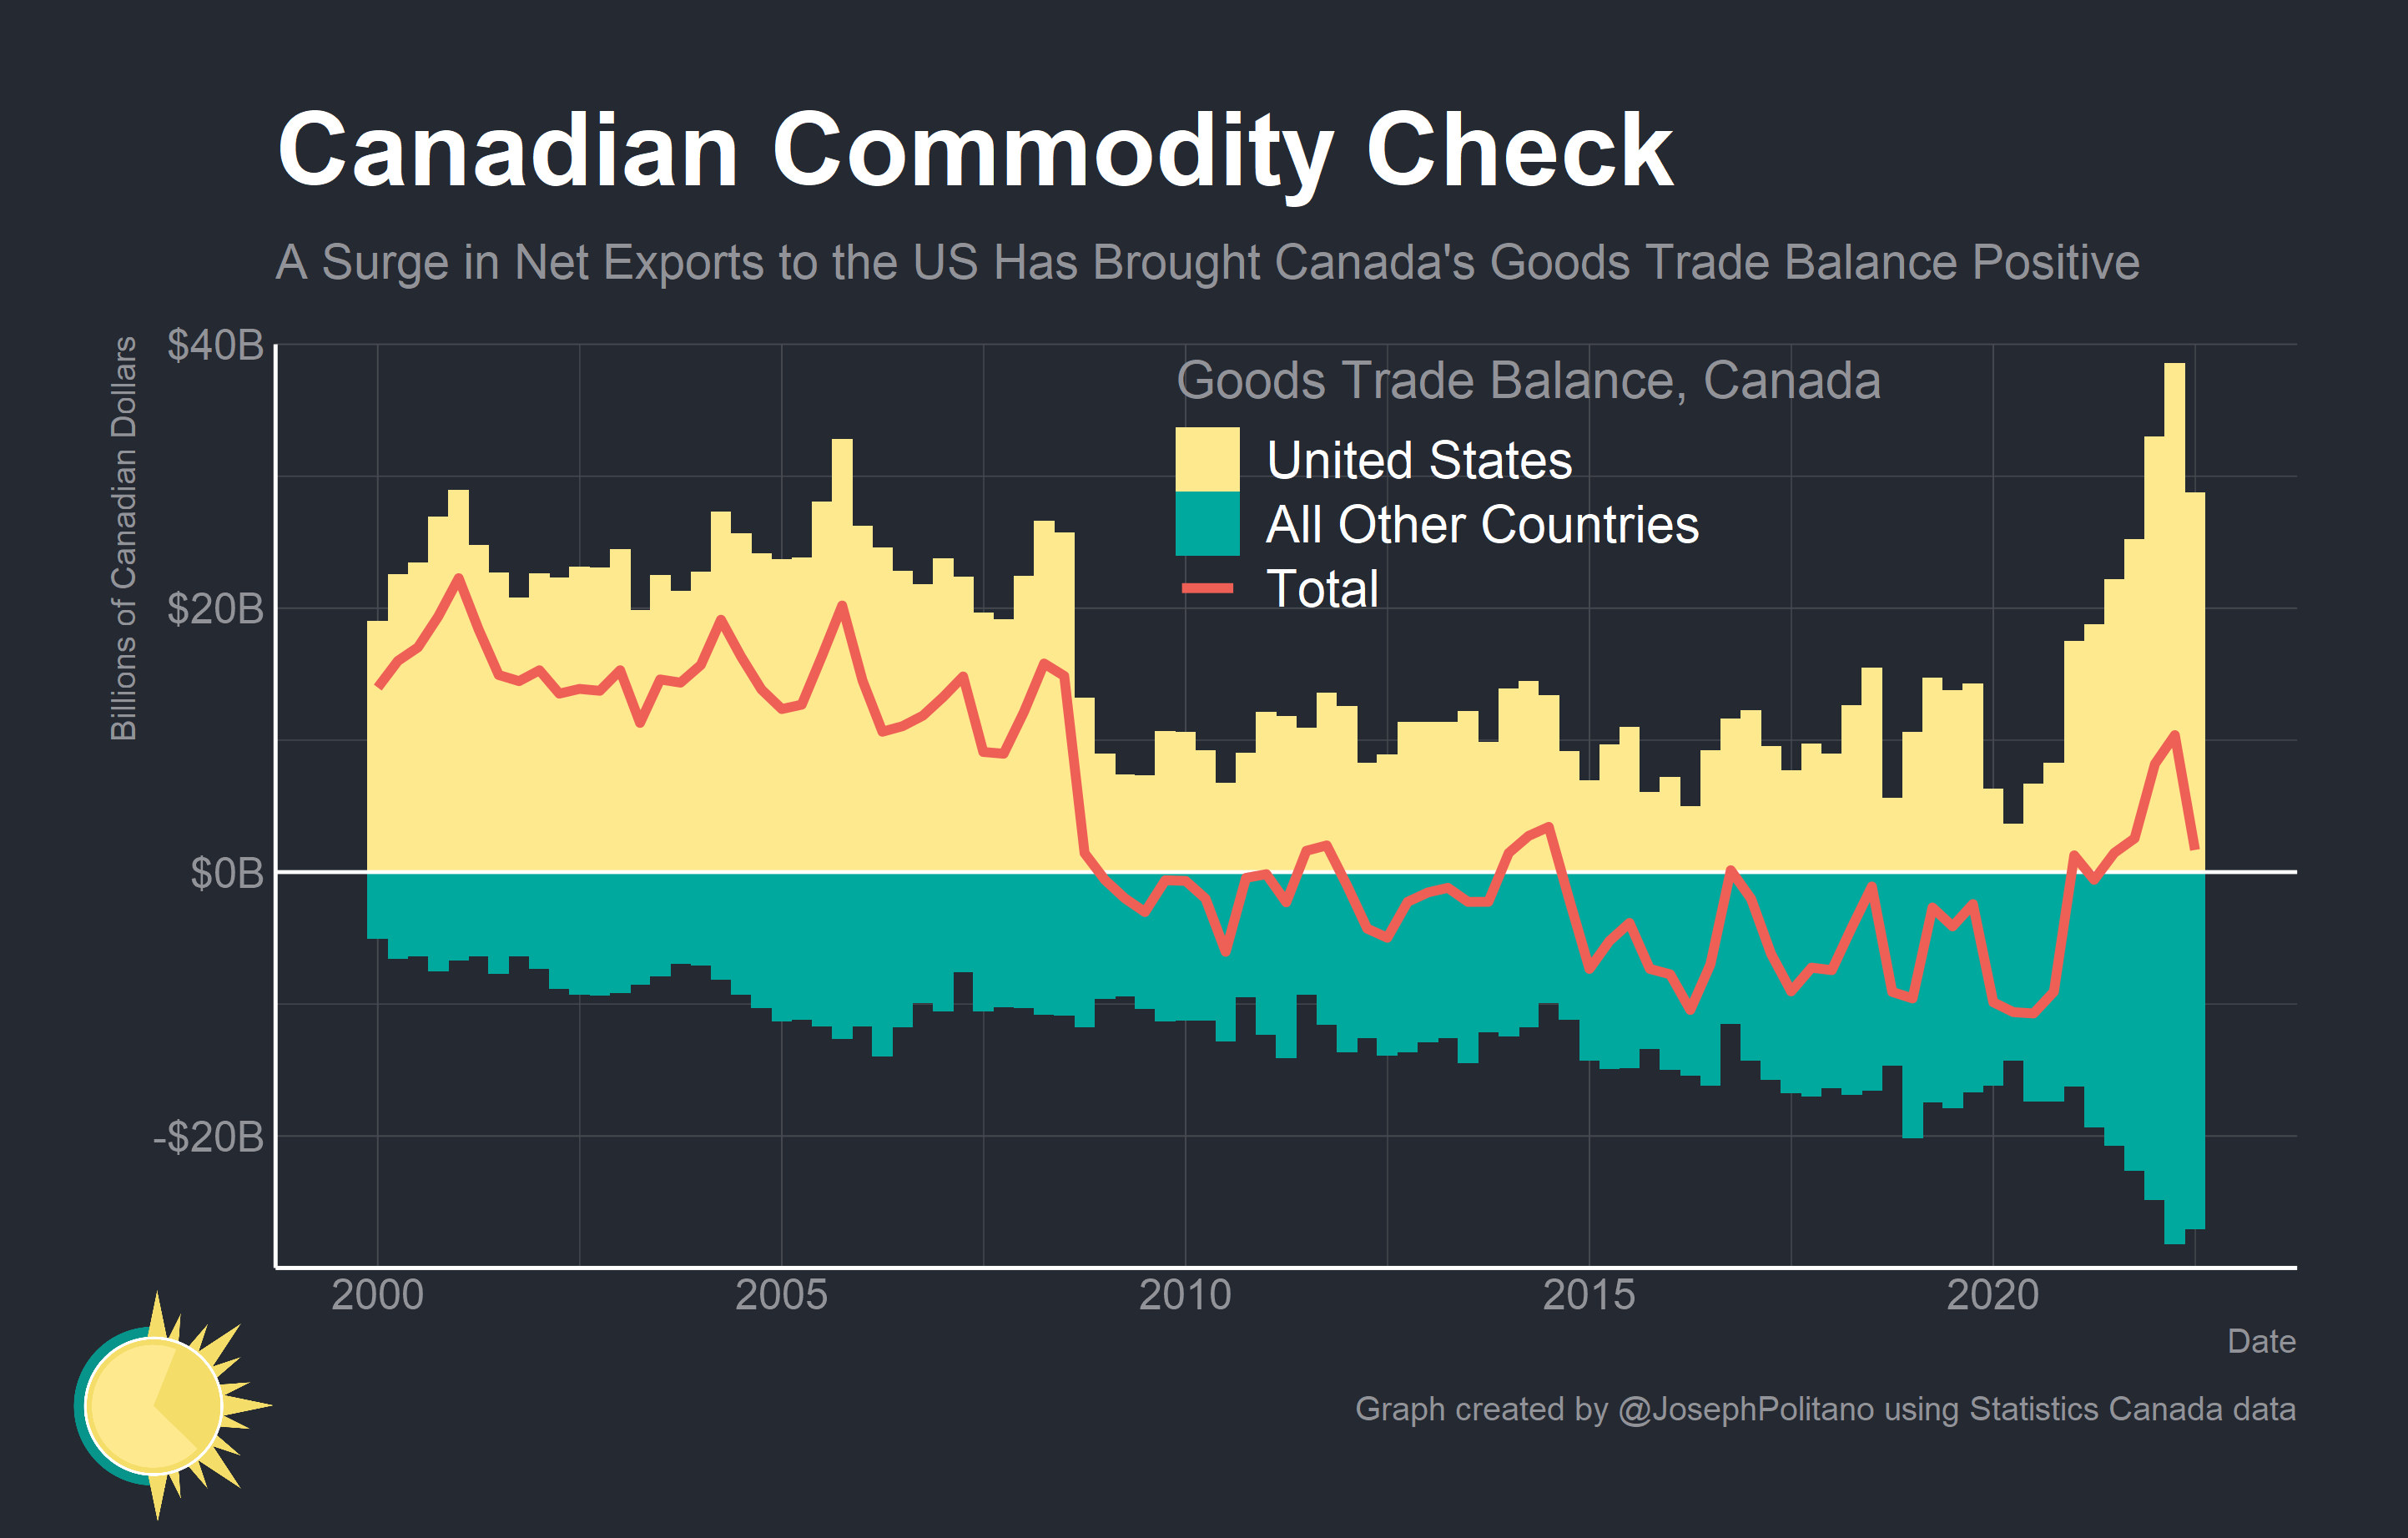 Canadian Commodity Check
A Surge in Net Exports to the US Has Brought Canada's Goods Trade Balance Positive
Billions of Canadian Dollars
$40B
$20B
$0B
-$20B
Goods Trade Balance, Canada
United States
All Other Countries
Total
2000
2005
2010
2015
2020
Date
Graph created by @JosephPolitano using Statistics Canada data